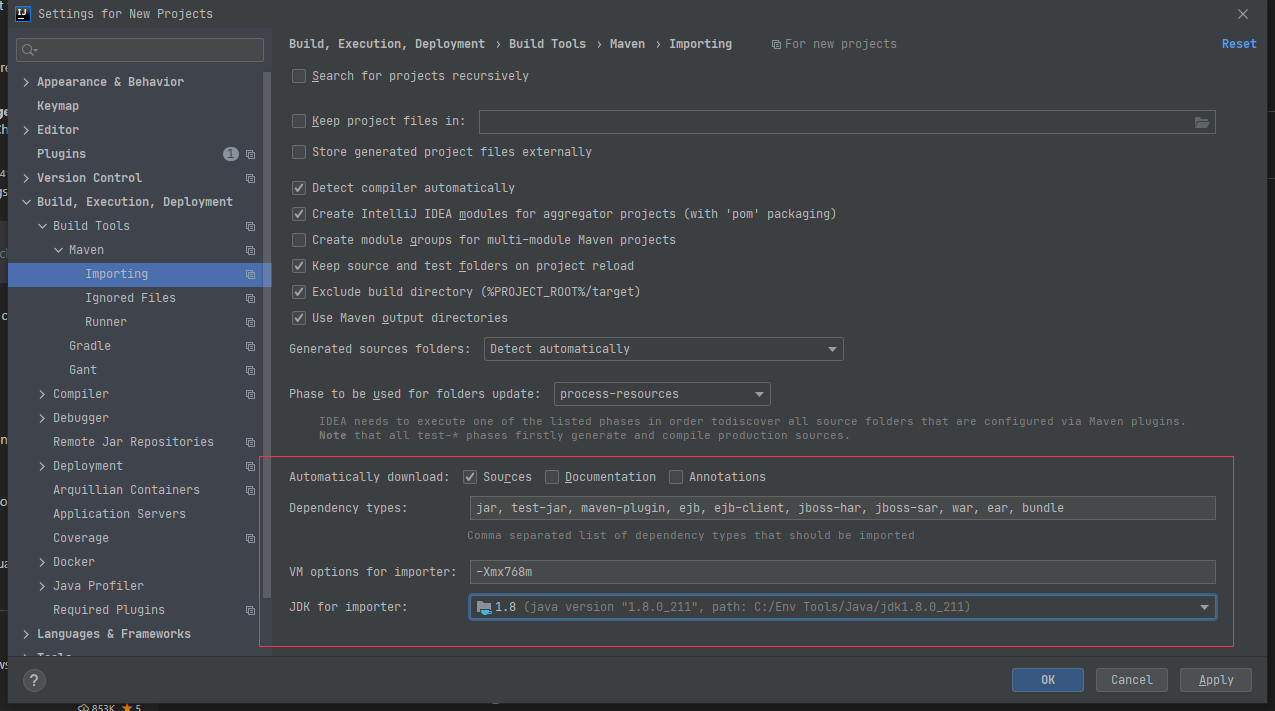 Settings for New Projects
Build, Execution, Deployment › Build Tools › Maven › Importing For new projects Reset
Appearance & Behavior
Keymap
Editor
Plugins 1
Version Control
Build, Execution, Deployment
Build Tools
Maven
Importing
Ignored Files
Runner
Gradle
Gant
Compiler
Debugger
Remote Jar Repositories
Deployment
Arquillian Containers
Application Servers
Coverage
Docker
Java Profiler
Required Plugins
Languages & Frameworks
Tools
Search for projects recursively
Keep project files in:
Store generated project files externally
Detect compiler automatically
Create IntelliJ IDEA modules for aggregator projects (with 'pom' packaging)
Create module groups for multi-module Maven projects
Keep source and test folders on project reload
Exclude build directory (%PROJECT_ROOT%/target)
Use Maven output directories
Generated sources folders: Detect automatically
Phase to be used for folders update: process-resources
IDEA needs to execute one of the listed phases in order todiscover all source folders that are configured via Maven plugins.
Note that all test-* phases firstly generate and compile production sources.
Automatically download: Sources Documentation Annotations
Dependency types: jar, test-jar, maven-plugin, ejb, ejb-client, jboss-har, jboss-sar, war, ear, bundle
Comma separated list of dependency types that should be imported
VM options for importer: -Xmx768m
JDK for importer: 1.8 (java version "1.8.0_211", path: C:/Env Tools/Java/jdk1.8.0_211)
? OK Cancel Apply
853K 5